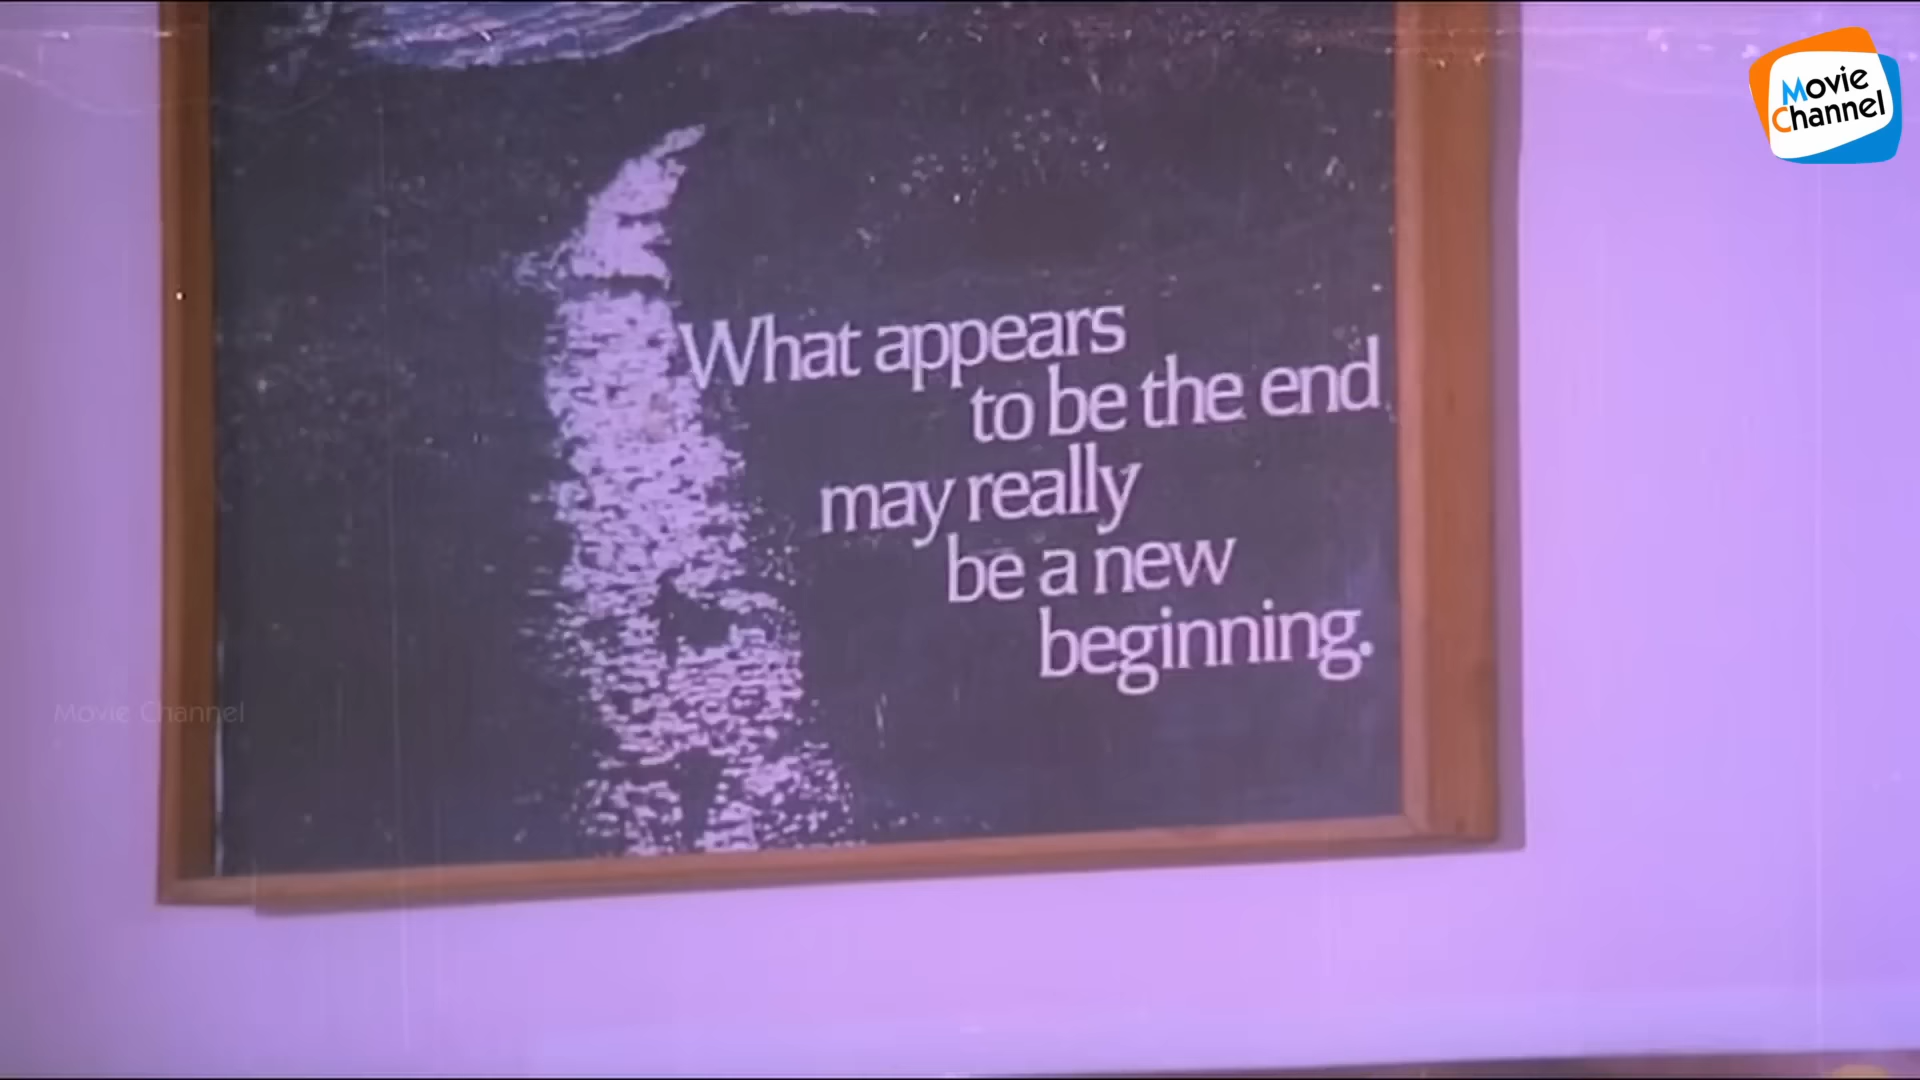 Movie
Channel
What appears
to be the end
may really
be a new
beginning.
Movie Channel